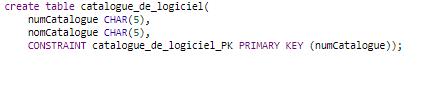 create table catalogue_de_logiciel(
numCatalogue CHAR(5),
nomCatalogue CHAR(5),
CONSTRAINT catalogue_de_logiciel_PK PRIMARY KEY (numCatalogue));